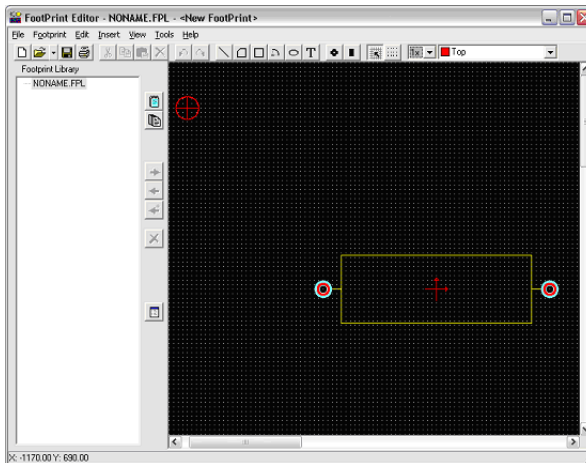 FootPrint Editor - NONAME.FPL - <New FootPrint>
File Footprint Edit Insert View Tools Help
T Top
Footprint Library
NONAME.FPL
X: -1170.00 Y: 690.00